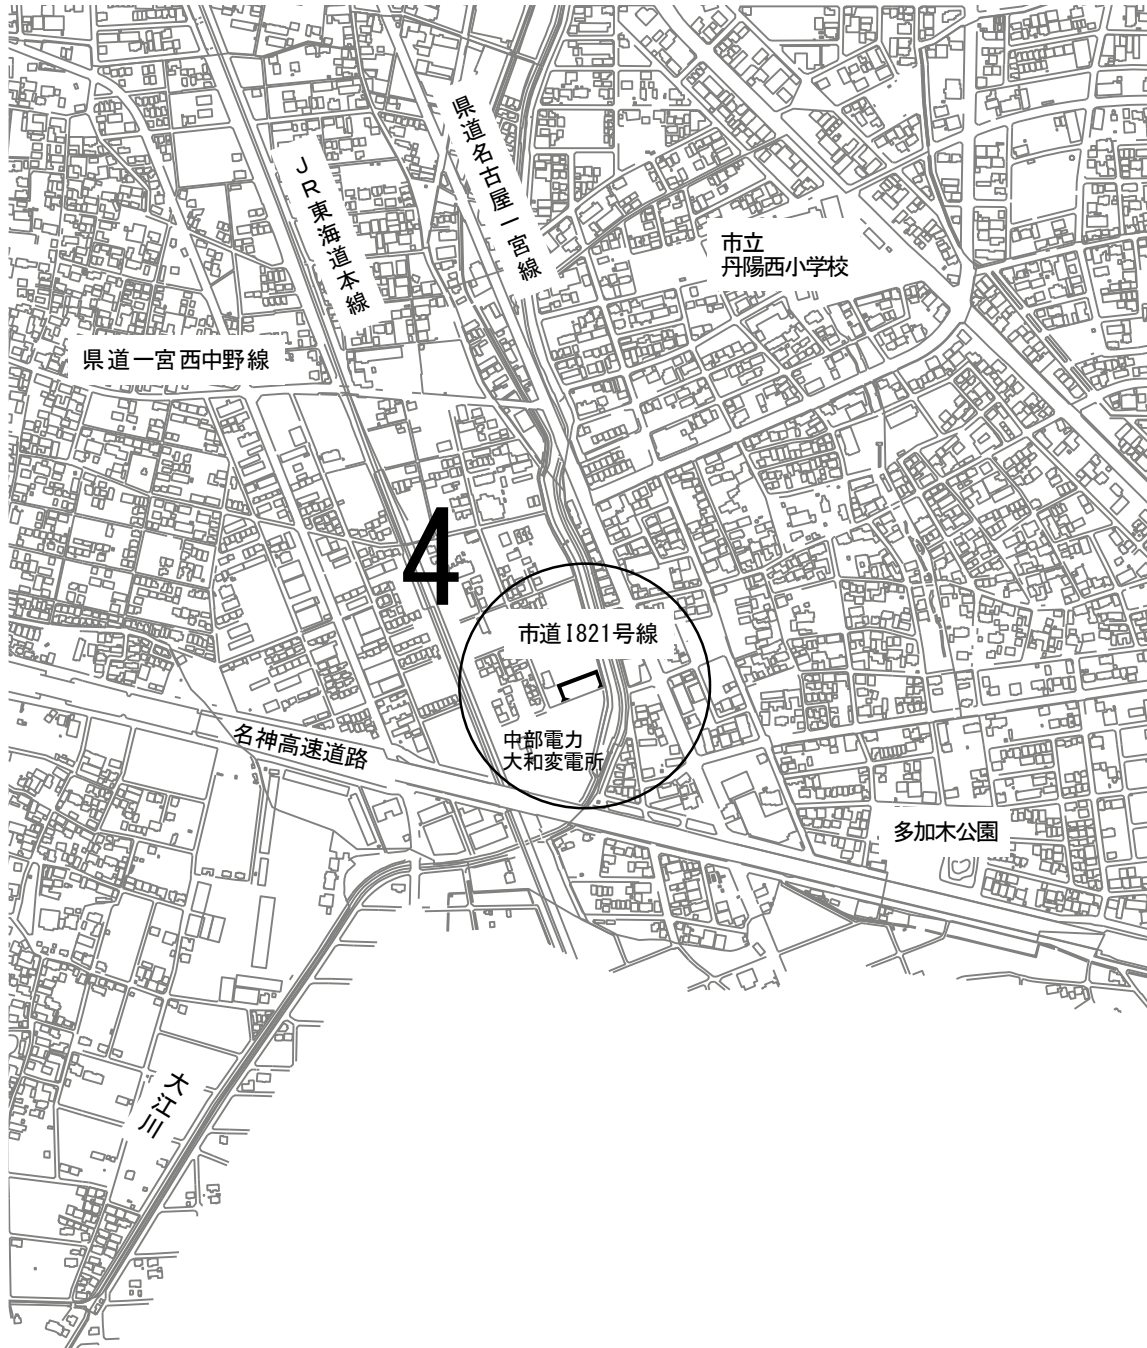 県道名古屋一宮線
JR東海道本線
市立
丹陽西小学校
県道一宮西中野線
4
市道I821号線
中部電力
大和変電所
名神高速道路
多加木公園
大江川